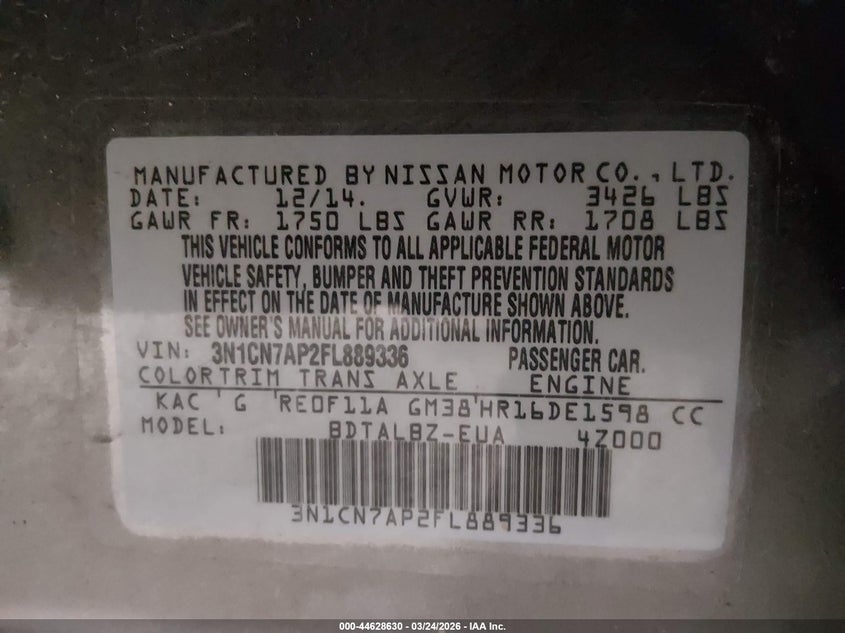 MANUFACTURED BY NISSAN MOTOR CO., LTD.
DATE: 12/14. GVWR: 3426 LBS
GAWR FR: 1750 LBS GAWR RR: 1708 LBS
THIS VEHICLE CONFORMS TO ALL APPLICABLE FEDERAL MOTOR
VEHICLE SAFETY, BUMPER AND THEFT PREVENTION STANDARDS
IN EFFECT ON THE DATE OF MANUFACTURE SHOWN ABOVE.
SEE OWNER'S MANUAL FOR ADDITIONAL INFORMATION.
VIN: 3N1CN7AP2FL889336 PASSENGER CAR.
COLOR TRIM TRANS AXLE ENGINE
KAC G RE0F11A GM38 HR16DE1598 CC
MODEL: BDTALBZ-EUA 4Z000
3N1CN7AP2FL889336
000-44628630 - 03/24/2026 - IAA Inc.